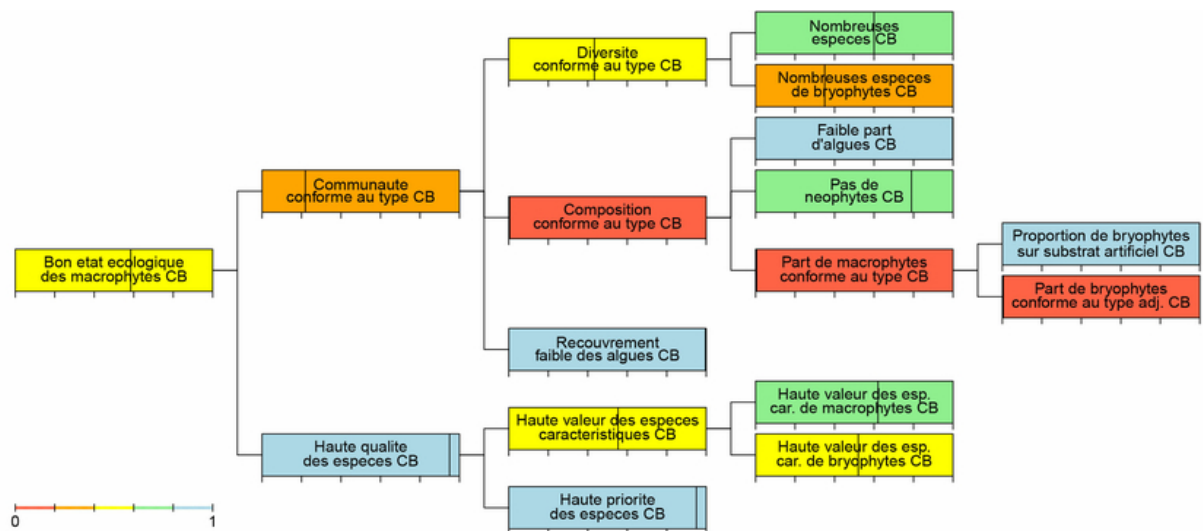 Nombreuses
especes CB
Diversite
conforme au type CB
Nombreuses especes
de bryophytes CB
Faible part
d'algues CB
Communaute
conforme au type CB
Pas de
neophytes CB
Composition
conforme au type CB
Proportion de bryophytes
sur substrat artificiel CB
Bon etat ecologique
des macrophytes CB
Part de macrophytes
conforme au type CB
Part de bryophytes
conforme au type adj. CB
Recouvrement
faible des algues CB
Haute valeur des esp.
car. de macrophytes CB
Haute valeur des especes
caracteristiques CB
Haute qualite
des especes CB
Haute valeur des esp.
car. de bryophytes CB
Haute priorite
des especes CB
0 1